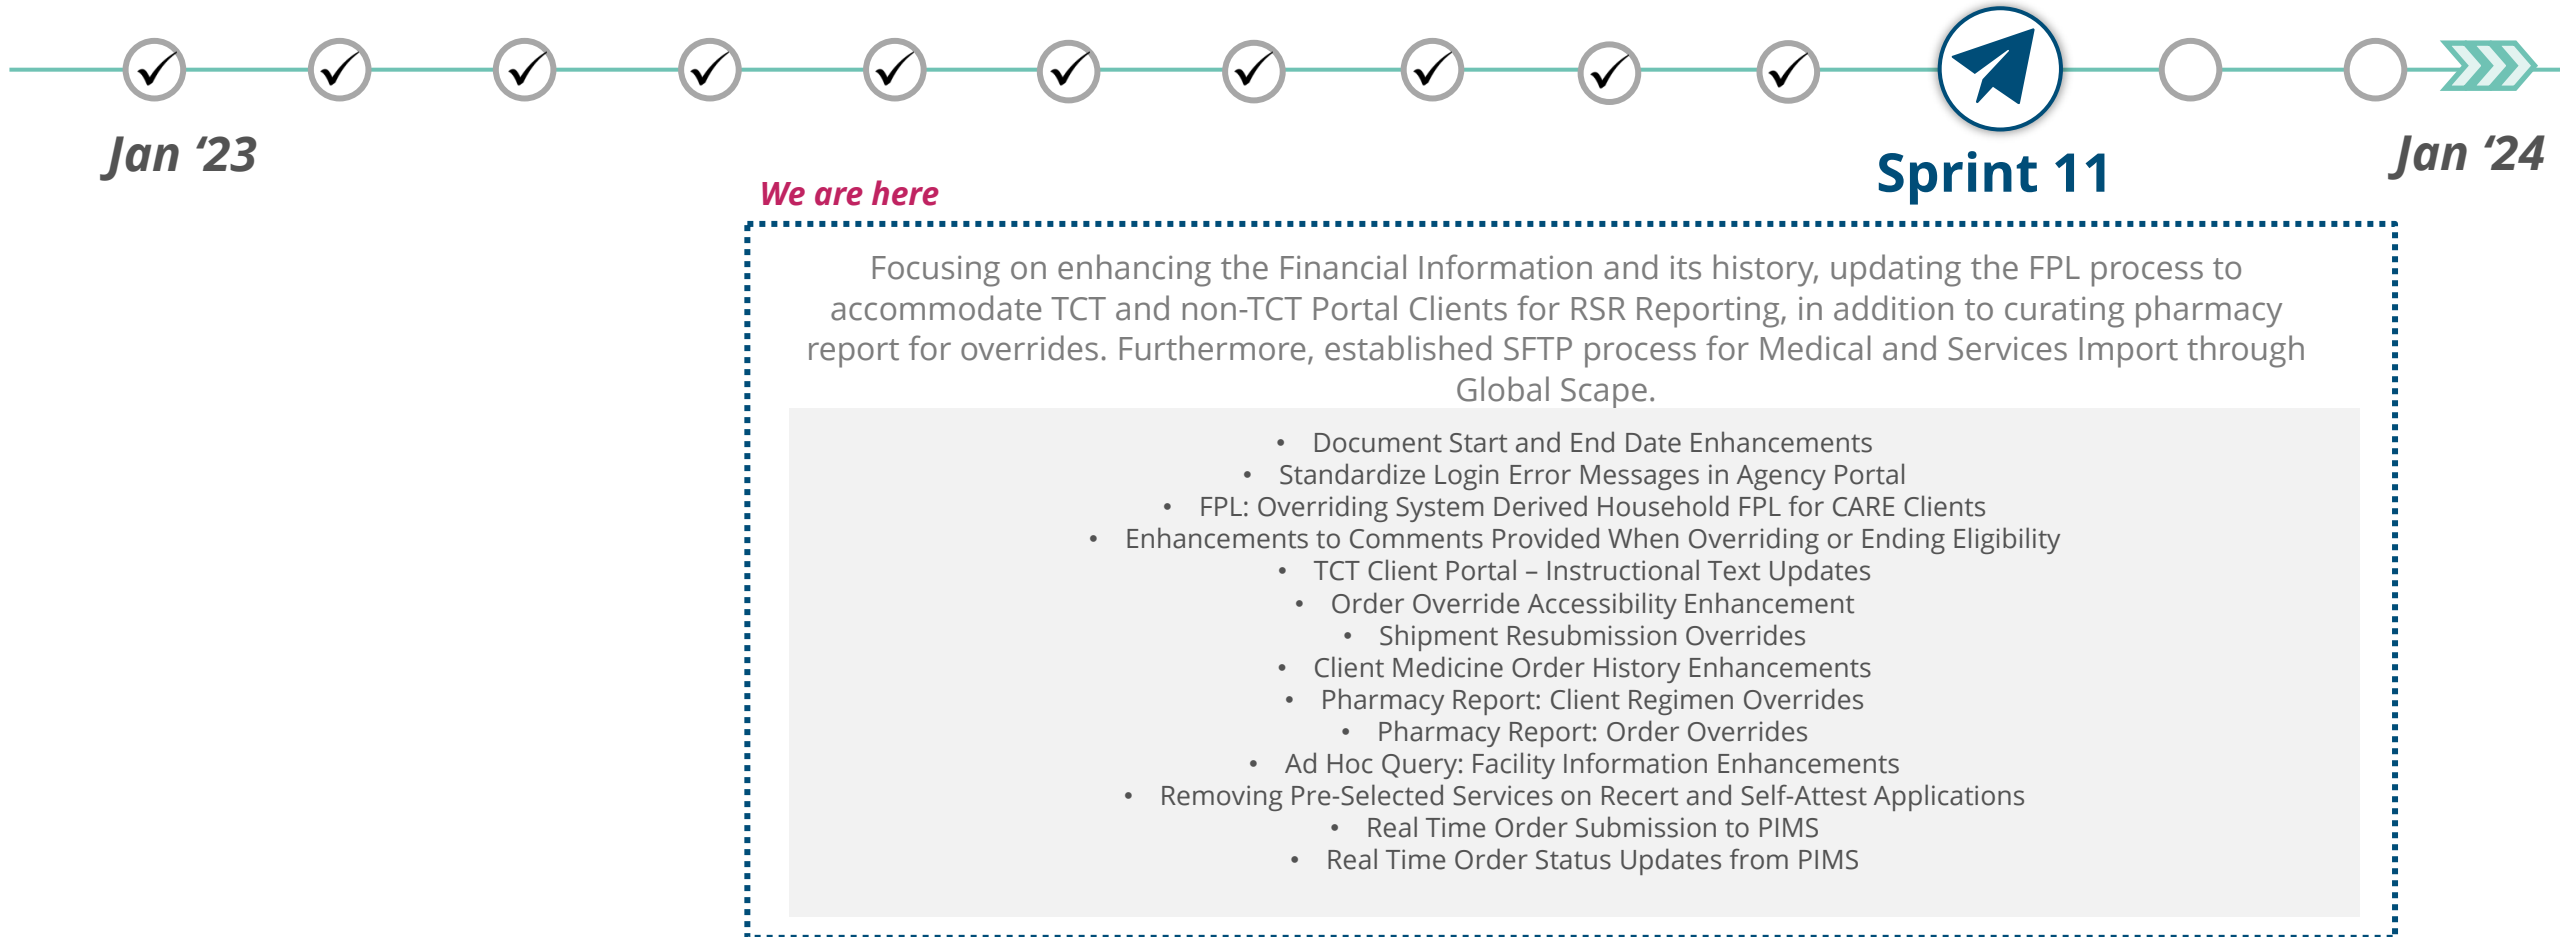 Jan ‘23
Sprint 11
Jan ‘24
We are here
Focusing on enhancing the Financial Information and its history, updating the FPL process to
accommodate TCT and non-TCT Portal Clients for RSR Reporting, in addition to curating pharmacy
report for overrides. Furthermore, established SFTP process for Medical and Services Import through
Global Scape.
• Document Start and End Date Enhancements
• Standardize Login Error Messages in Agency Portal
• FPL: Overriding System Derived Household FPL for CARE Clients
• Enhancements to Comments Provided When Overriding or Ending Eligibility
• TCT Client Portal – Instructional Text Updates
• Order Override Accessibility Enhancement
• Shipment Resubmission Overrides
• Client Medicine Order History Enhancements
• Pharmacy Report: Client Regimen Overrides
• Pharmacy Report: Order Overrides
• Ad Hoc Query: Facility Information Enhancements
• Removing Pre-Selected Services on Recert and Self-Attest Applications
• Real Time Order Submission to PIMS
• Real Time Order Status Updates from PIMS